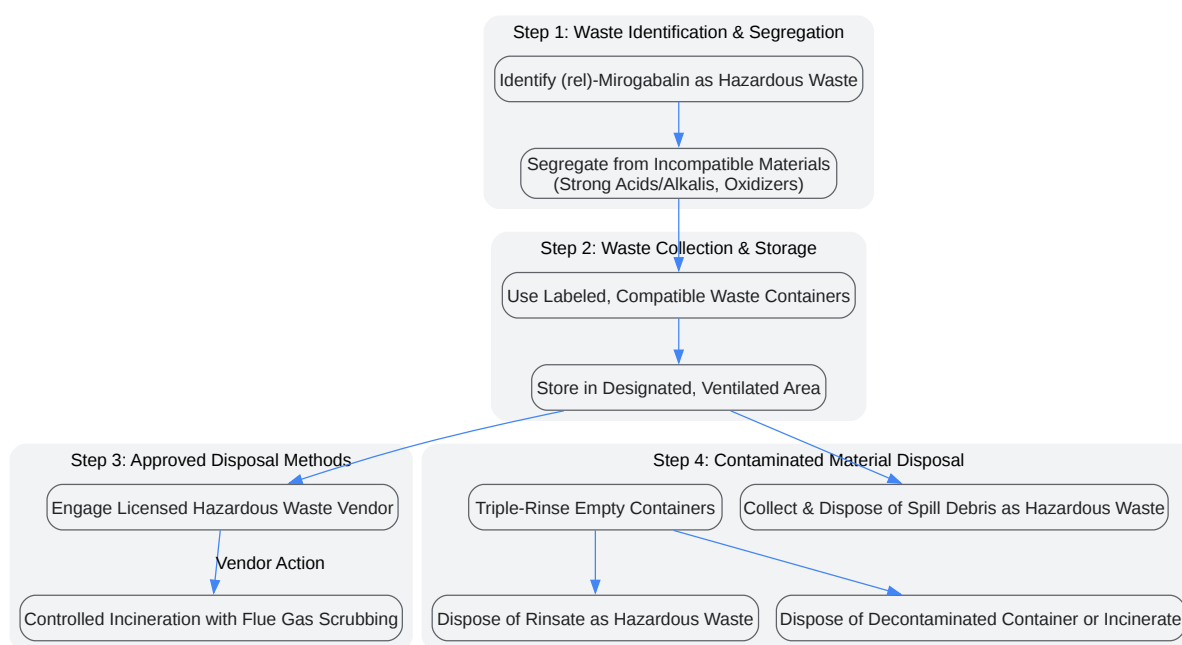 Step 1: Waste Identification & Segregation
Identify (rel)-Mirogabalin as Hazardous Waste
Segregate from Incompatible Materials
(Strong Acids/Alkalis, Oxidizers)
Step 2: Waste Collection & Storage
Use Labeled, Compatible Waste Containers
Store in Designated, Ventilated Area
Step 3: Approved Disposal Methods
Engage Licensed Hazardous Waste Vendor
Vendor Action
Controlled Incineration with Flue Gas Scrubbing
Step 4: Contaminated Material Disposal
Triple-Rinse Empty Containers
Collect & Dispose of Spill Debris as Hazardous Waste
Dispose of Rinsate as Hazardous Waste
Dispose of Decontaminated Container or Incinerate